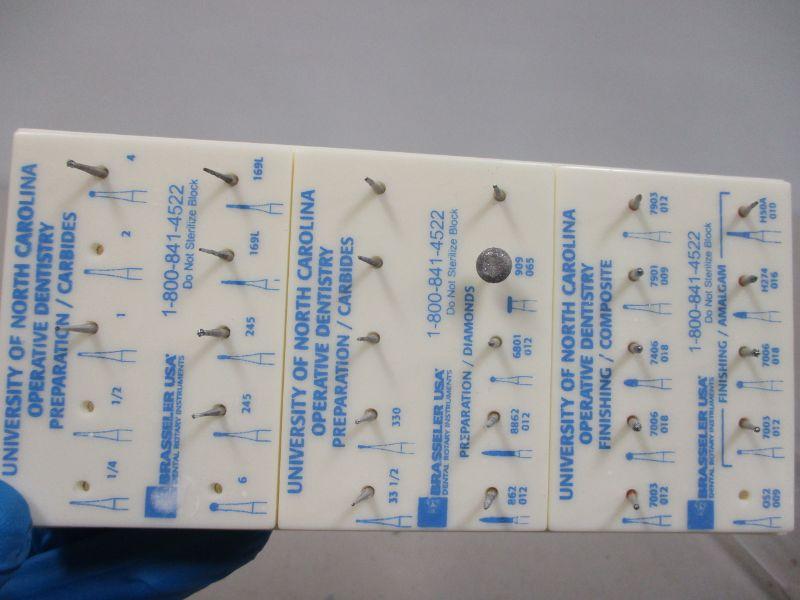 UNIVERSITY OF NORTH CAROLINA
OPERATIVE DENTISTRY
PREPARATION / CARBIDES
4
2
1
1/2
1/4
1-800-841-4522
Do Not Sterilize Block
BRASSELER USA
DENTAL ROTARY INSTRUMENTS
169L
169L
245
245
6
UNIVERSITY OF NORTH CAROLINA
OPERATIVE DENTISTRY
PREPARATION / CARBIDES
330
33 1/2
1-800-841-4522
Do Not Sterilize Block
PREPARATION / DIAMONDS
BRASSELER USA
DENTAL ROTARY INSTRUMENTS
909
065
6801
012
8862
012
862
012
UNIVERSITY OF NORTH CAROLINA
OPERATIVE DENTISTRY
FINISHING / COMPOSITE
7903
012
7901
009
7406
018
7006
018
7003
012
1-800-841-4522
Do Not Sterilize Block
BRASSELER USA
DENTAL ROTARY INSTRUMENTS
FINISHING / AMALGAM
H50A
010
H274
016
7006
018
7003
012
009